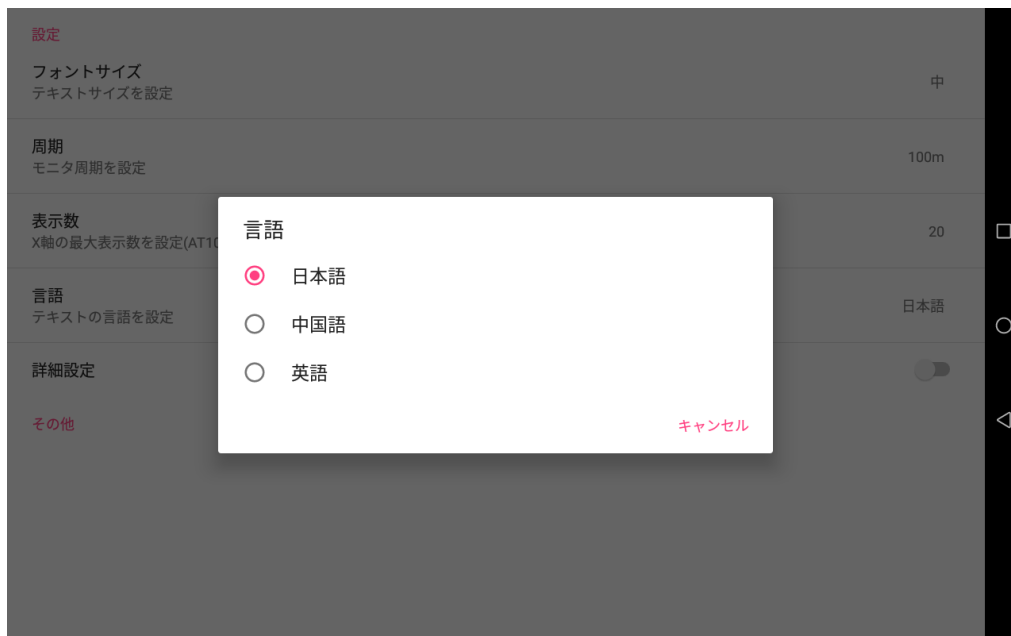 設定
フォントサイズ
テキストサイズを設定
中
周期
モニタ周期を設定
100m
表示数
X軸の最大表示数を設定(AT10
20
言語
テキストの言語を設定
日本語
詳細設定
その他
言語
日本語
中国語
英語
キャンセル